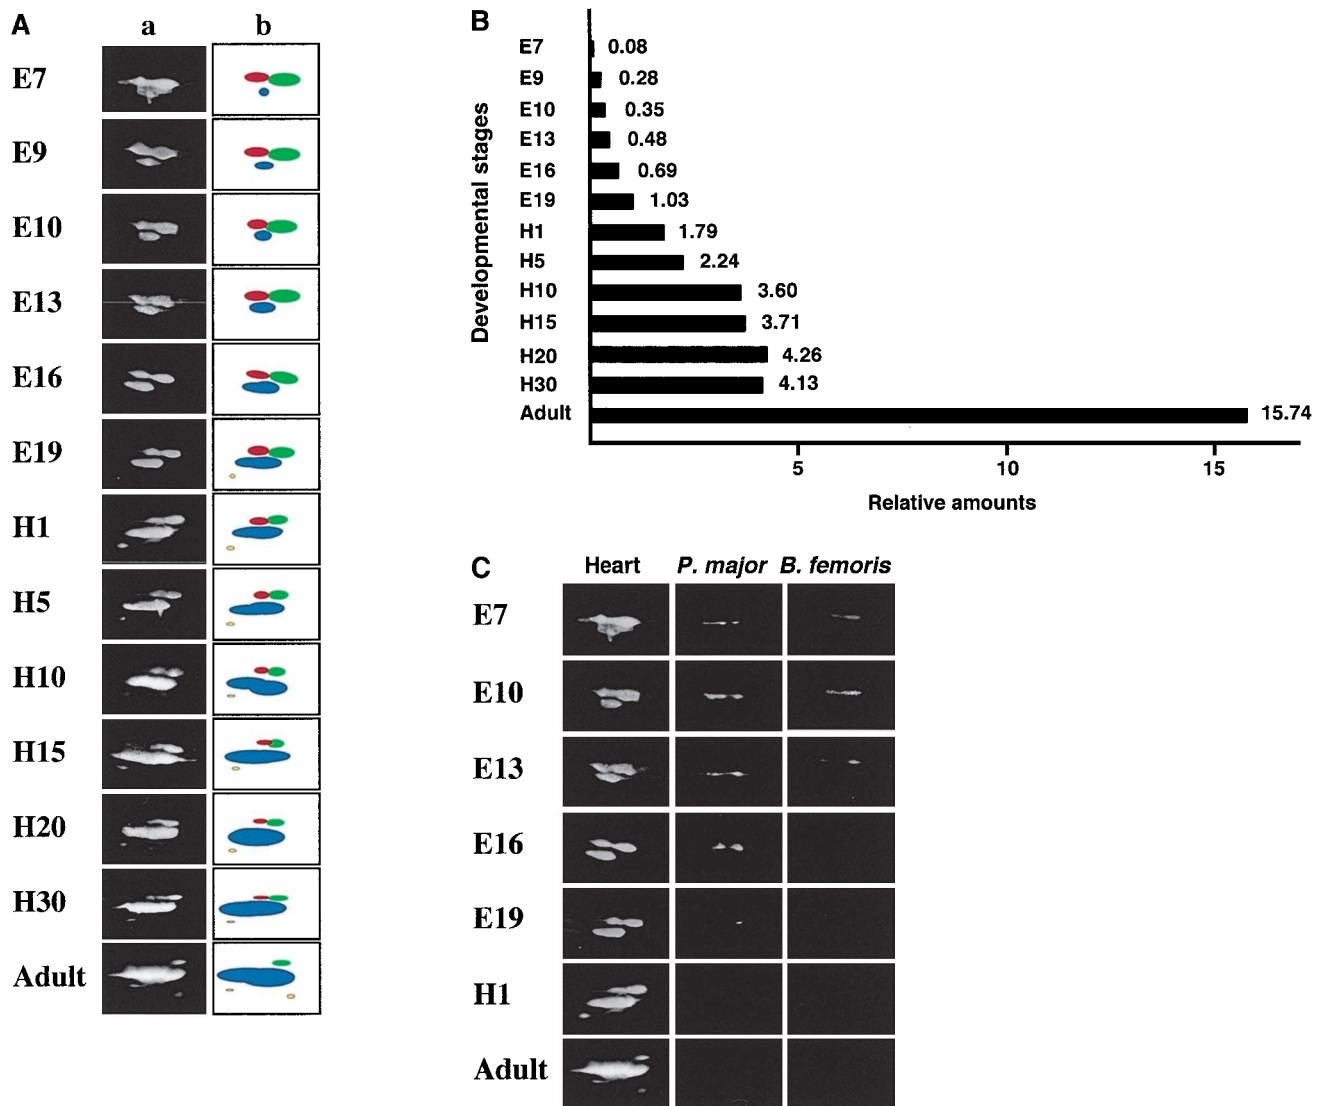 A
a b
E7
E9
E10
E13
E16
E19
H1
H5
H10
H15
H20
H30
Adult
B
Developmental stages
E7 0.08
E9 0.28
E10 0.35
E13 0.48
E16 0.69
E19 1.03
H1 1.79
H5 2.24
H10 3.60
H15 3.71
H20 4.26
H30 4.13
Adult 15.74
5 10 15
Relative amounts
C
Heart P. major B. femoris
E7
E10
E13
E16
E19
H1
Adult